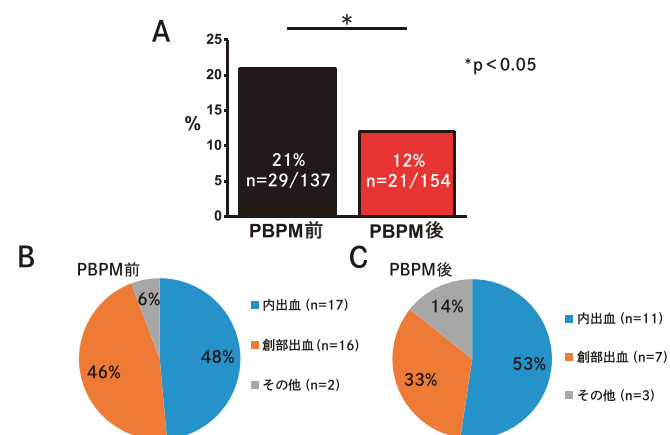 A
*
*p<0.05
25
20
15
10
5
0
%
21%
n=29/137
12%
n=21/154
PBPM前
PBPM後
B
PBPM前
6%
48%
46%
内出血 (n=17)
創部出血 (n=16)
その他 (n=2)
C
PBPM後
14%
53%
33%
内出血 (n=11)
創部出血 (n=7)
その他 (n=3)